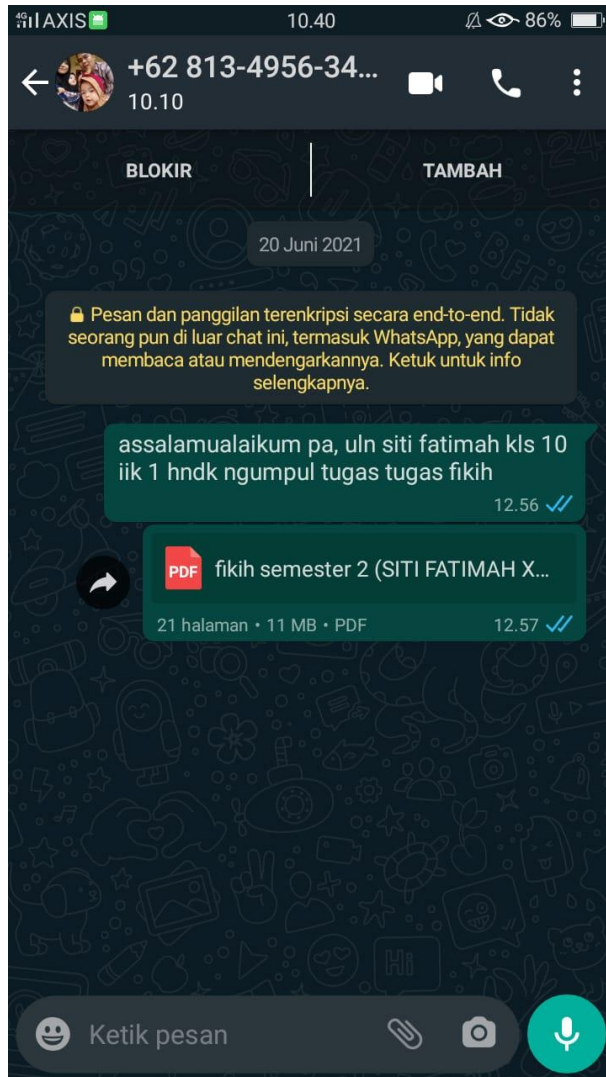 4G AXIS 10.40 86%
+62 813-4956-34...
10.10
BLOKIR TAMBAH
20 Juni 2021
Pesan dan panggilan terenkripsi secara end-to-end. Tidak
seorang pun di luar chat ini, termasuk WhatsApp, yang dapat
membaca atau mendengarkannya. Ketuk untuk info
selengkapnya.
assalamualaikum pa, uln siti fatimah kls 10
iik 1 hndk ngumpul tugas tugas fikih
12.56
PDF fikih semester 2 (SITI FATIMAH X...
21 halaman • 11 MB • PDF 12.57
Ketik pesan